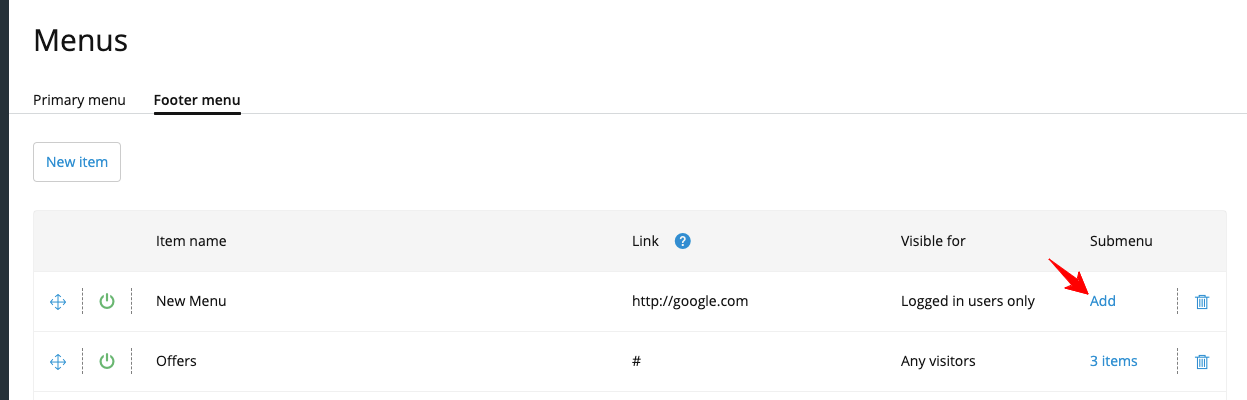 Menus
Primary menu Footer menu
New item
Item name Link ? Visible for Submenu
New Menu http://google.com Logged in users only Add
Offers # Any visitors 3 items